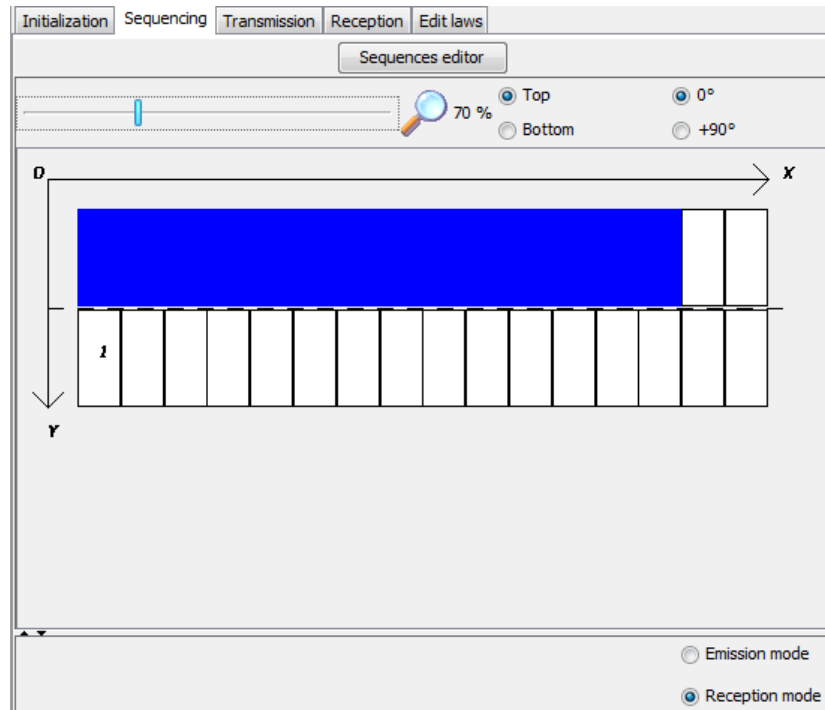 Initialization Sequencing Transmission Reception Edit laws
Sequences editor
70 % Top 0°
Bottom +90°
O X
1
Y
Emission mode
Reception mode